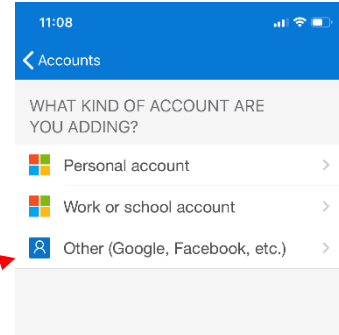 11:08
Accounts
WHAT KIND OF ACCOUNT ARE
YOU ADDING?
Personal account
Work or school account
Other (Google, Facebook, etc.)